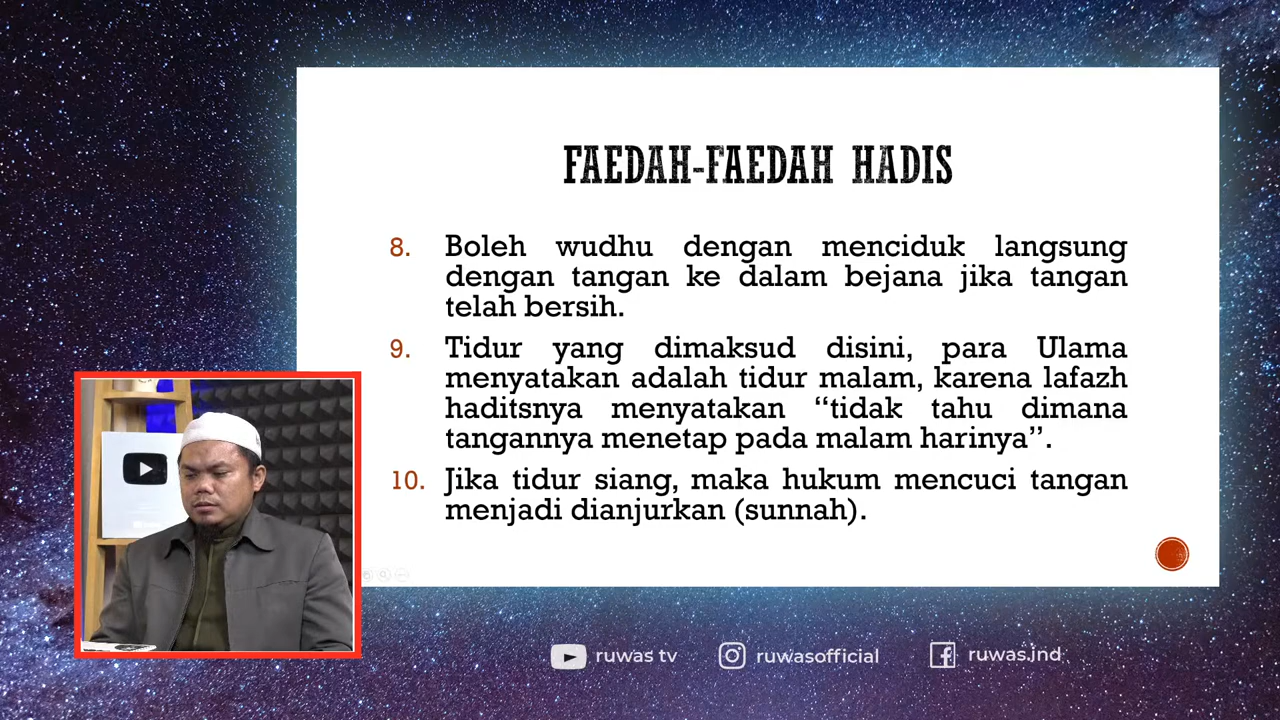 FAEDAH-FAEDAH HADIS
8. Boleh wudhu dengan menciduk langsung
dengan tangan ke dalam bejana jika tangan
telah bersih.
9. Tidur yang dimaksud disini, para Ulama
menyatakan adalah tidur malam, karena lafazh
haditsnya menyatakan “tidak tahu dimana
tangannya menetap pada malam harinya”.
10. Jika tidur siang, maka hukum mencuci tangan
menjadi dianjurkan (sunnah).
ruwas tv
ruwasofficial
ruwas.jnd